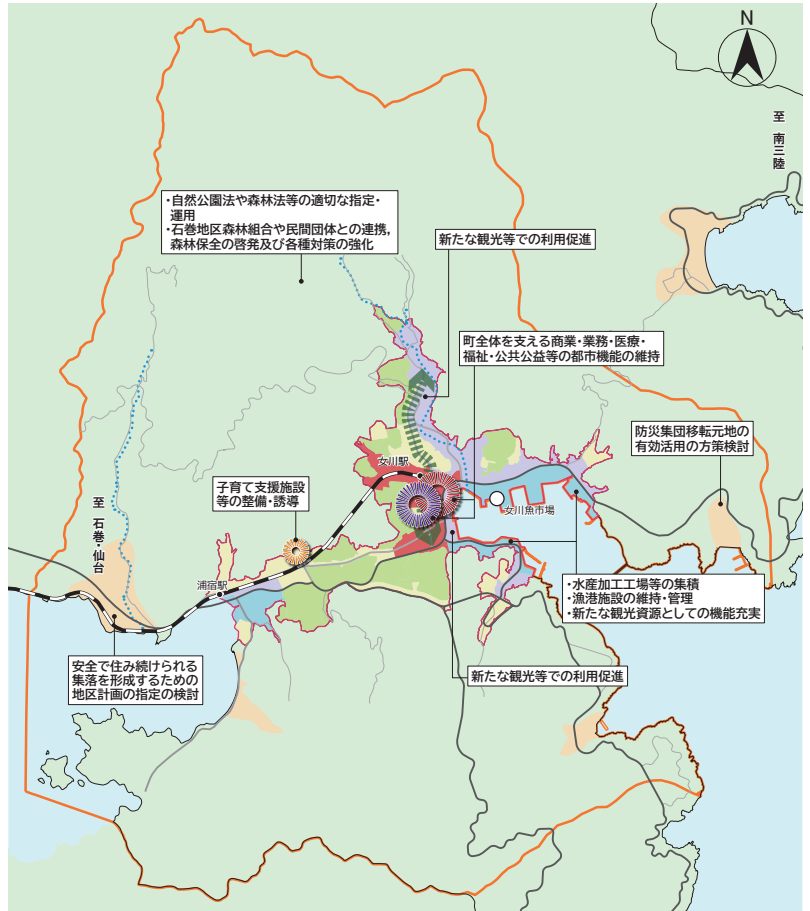 N
至 南三陸
・自然公園法や森林法等の適切な指定・
運用
・石巻地区森林組合や民間団体との連携,
森林保全の啓発及び各種対策の強化
新たな観光等での利用促進
町全体を支える商業・業務・医療・
福祉・公共公益等の都市機能の維持
防災集団移転元地の
有効活用の方策検討
女川駅
子育て支援施設
等の整備・誘導
女川魚市場
至 石巻・仙台
浦宿駅
・水産加工工場等の集積
・漁港施設の維持・管理
・新たな観光資源としての機能充実
安全で住み続けられる
集落を形成するための
地区計画の指定の検討
新たな観光等での利用促進